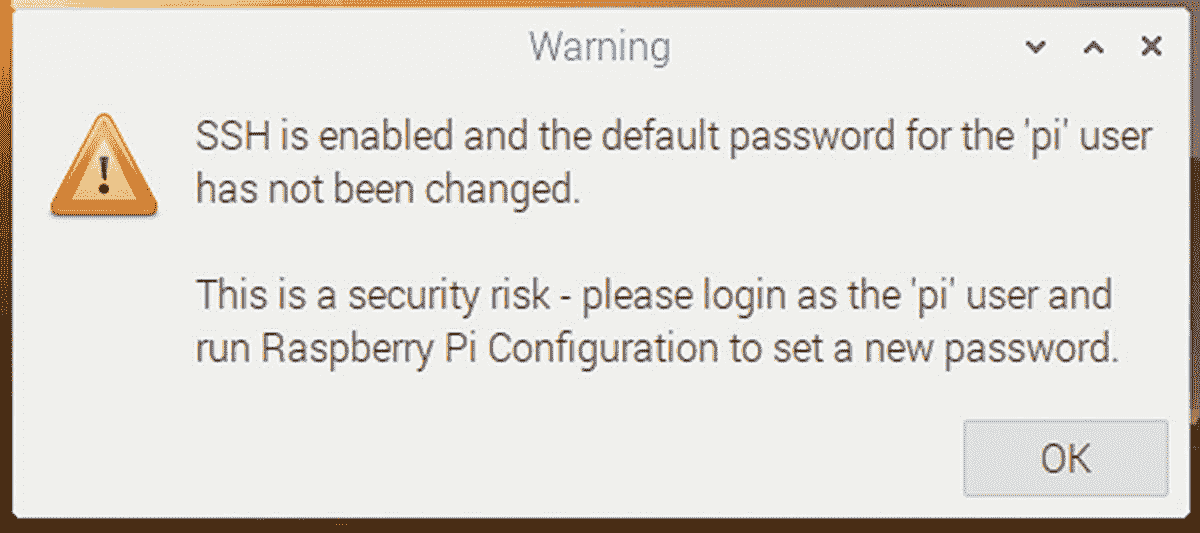 Warning
SSH is enabled and the default password for the 'pi' user
has not been changed.
This is a security risk - please login as the 'pi' user and
run Raspberry Pi Configuration to set a new password.
OK